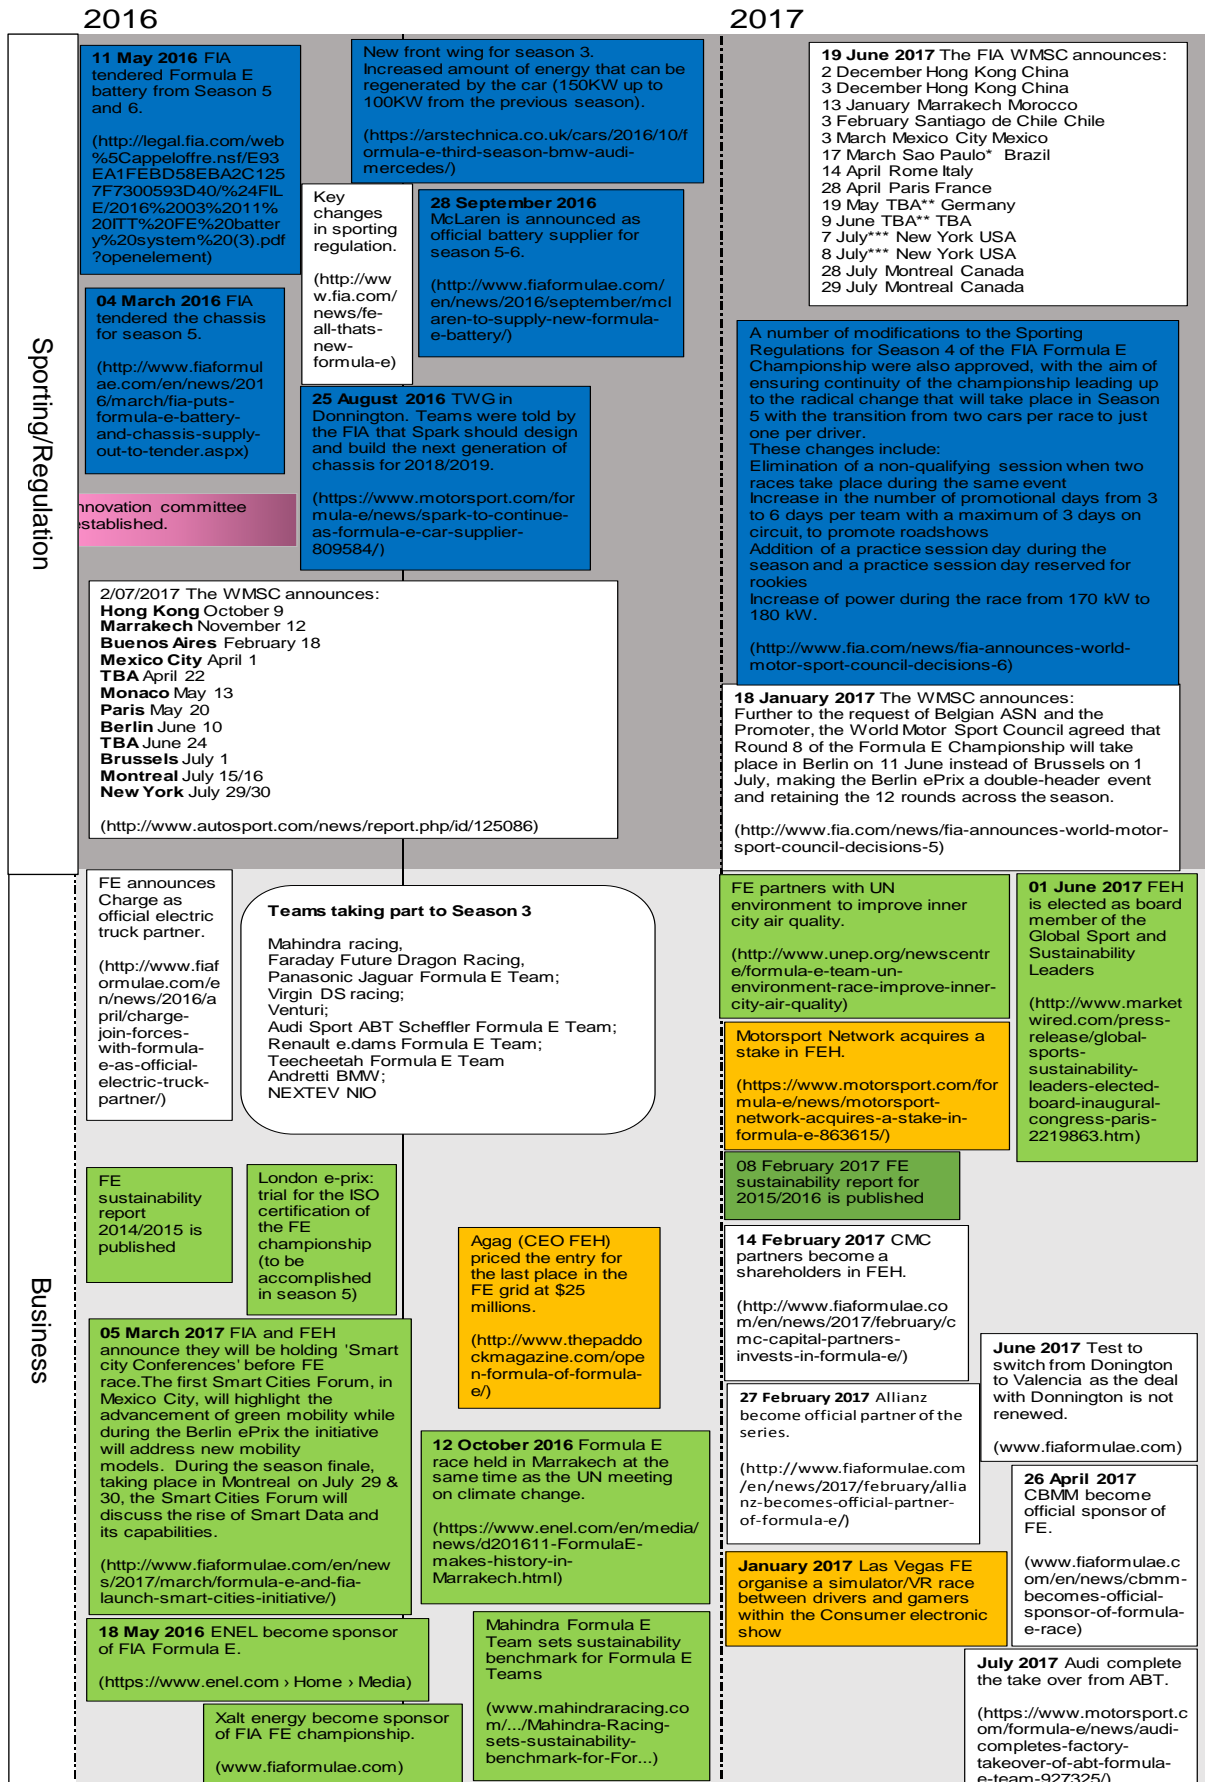 2016
2017
Sporting/Regulation
11 May 2016 FIA
tendered Formula E
battery from Season 5
and 6.
(http://legal.fia.com/web
%5Cappeloffre.nsf/E93
EA1FEBD58EBA2C125
7F7300593D40/%24FIL
E/2016%2003%2011%
20ITT%20FE%20batter
y%20system%20(3).pdf
?openelement)
New front wing for season 3.
Increased amount of energy that can be
regenerated by the car (150KW up to
100KW from the previous season).
(https://arstechnica.co.uk/cars/2016/10/f
ormula-e-third-season-bmw-audi-
mercedes/)
Key
changes
in sporting
regulation.
(http://ww
w.fia.com/
news/fe-
all-thats-
new-
formula-e)
28 September 2016
McLaren is announced as
official battery supplier for
season 5-6.
(http://www.fiaformulae.com/
en/news/2016/september/mcl
aren-to-supply-new-formula-
e-battery/)
04 March 2016 FIA
tendered the chassis
for season 5.
(http://www.fiaformul
ae.com/en/news/201
6/march/fia-puts-
formula-e-battery-
and-chassis-supply-
out-to-tender.aspx)
25 August 2016 TWG in
Donnington. Teams were told by
the FIA that Spark should design
and build the next generation of
chassis for 2018/2019.
(https://www.motorsport.com/for
mula-e/news/spark-to-continue-
as-formula-e-car-supplier-
809584/)
nnovation committee
established.
2/07/2017 The WMSC announces:
Hong Kong October 9
Marrakech November 12
Buenos Aires February 18
Mexico City April 1
TBA April 22
Monaco May 13
Paris May 20
Berlin June 10
TBA June 24
Brussels July 1
Montreal July 15/16
New York July 29/30
(http://www.autosport.com/news/report.php/id/125086)
19 June 2017 The FIA WMSC announces:
2 December Hong Kong China
3 December Hong Kong China
13 January Marrakech Morocco
3 February Santiago de Chile Chile
3 March Mexico City Mexico
17 March Sao Paulo* Brazil
14 April Rome Italy
28 April Paris France
19 May TBA** Germany
9 June TBA** TBA
7 July*** New York USA
8 July*** New York USA
28 July Montreal Canada
29 July Montreal Canada
A number of modifications to the Sporting
Regulations for Season 4 of the FIA Formula E
Championship were also approved, with the aim of
ensuring continuity of the championship leading up
to the radical change that will take place in Season
5 with the transition from two cars per race to just
one per driver.
These changes include:
Elimination of a non-qualifying session when two
races take place during the same event
Increase in the number of promotional days from 3
to 6 days per team with a maximum of 3 days on
circuit, to promote roadshows
Addition of a practice session day during the
season and a practice session day reserved for
rookies
Increase of power during the race from 170 kW to
180 kW.
(http://www.fia.com/news/fia-announces-world-
motor-sport-council-decisions-6)
18 January 2017 The WMSC announces:
Further to the request of Belgian ASN and the
Promoter, the World Motor Sport Council agreed that
Round 8 of the Formula E Championship will take
place in Berlin on 11 June instead of Brussels on 1
July, making the Berlin ePrix a double-header event
and retaining the 12 rounds across the season.
(http://www.fia.com/news/fia-announces-world-motor-
sport-council-decisions-5)
Business
FE announces
Charge as
official electric
truck partner.
(http://www.fiaf
ormulae.com/e
n/news/2016/a
pril/charge-
join-forces-
with-formula-
e-as-official-
electric-truck-
partner/)
Teams taking part to Season 3
Mahindra racing,
Faraday Future Dragon Racing,
Panasonic Jaguar Formula E Team;
Virgin DS racing;
Venturi;
Audi Sport ABT Scheffler Formula E Team;
Renault e.dams Formula E Team;
Teecheetah Formula E Team
Andretti BMW;
NEXTEV NIO
FE
sustainability
report
2014/2015 is
published
London e-prix:
trial for the ISO
certification of
the FE
championship
(to be
accomplished
in season 5)
Agag (CEO FEH)
priced the entry for
the last place in the
FE grid at $25
millions.
(http://www.thepaddo
ckmagazine.com/ope
n-formula-of-formula-
e/)
05 March 2017 FIA and FEH
announce they will be holding 'Smart
city Conferences' before FE
race.The first Smart Cities Forum, in
Mexico City, will highlight the
advancement of green mobility while
during the Berlin ePrix the initiative
will address new mobility
models. During the season finale,
taking place in Montreal on July 29 &
30, the Smart Cities Forum will
discuss the rise of Smart Data and
its capabilities.
(http://www.fiaformulae.com/en/new
s/2017/march/formula-e-and-fia-
launch-smart-cities-initiative/)
12 October 2016 Formula E
race held in Marrakech at the
same time as the UN meeting
on climate change.
(https://www.enel.com/en/media/
news/d201611-FormulaE-
makes-history-in-
Marrakech.html)
18 May 2016 ENEL become sponsor
of FIA Formula E.
(https://www.enel.com › Home › Media)
Mahindra Formula E
Team sets sustainability
benchmark for Formula E
Teams
(www.mahindraracing.co
m/.../Mahindra-Racing-
sets-sustainability-
benchmark-for-For...)
Xalt energy become sponsor
of FIA FE championship.
(www.fiaformulae.com)
FE partners with UN
environment to improve inner
city air quality.
(http://www.unep.org/newscentr
e/formula-e-team-un-
environment-race-improve-inner-
city-air-quality)
01 June 2017 FEH
is elected as board
member of the
Global Sport and
Sustainability
Leaders
(http://www.market
wired.com/press-
release/global-
sports-
sustainability-
leaders-elected-
board-inaugural-
congress-paris-
2219863.htm)
Motorsport Network acquires a
stake in FEH.
(https://www.motorsport.com/for
mula-e/news/motorsport-
network-acquires-a-stake-in-
formula-e-863615/)
08 February 2017 FE
sustainability report for
2015/2016 is published
14 February 2017 CMC
partners become a
shareholders in FEH.
(http://www.fiaformulae.co
m/en/news/2017/february/c
mc-capital-partners-
invests-in-formula-e/)
June 2017 Test to
switch from Donington
to Valencia as the deal
with Donnington is not
renewed.
(www.fiaformulae.com)
27 February 2017 Allianz
become official partner of the
series.
(http://www.fiaformulae.com
/en/news/2017/february/allia
nz-becomes-official-partner-
of-formula-e/)
26 April 2017
CBMM become
official sponsor of
FE.
(www.fiaformulae.c
om/en/news/cbmm-
becomes-official-
sponsor-of-formula-
e-race)
January 2017 Las Vegas FE
organise a simulator/VR race
between drivers and gamers
within the Consumer electronic
show
July 2017 Audi complete
the take over from ABT.
(https://www.motorsport.c
om/formula-e/news/audi-
completes-factory-
takeover-of-abt-formula-
e-team-927325/)